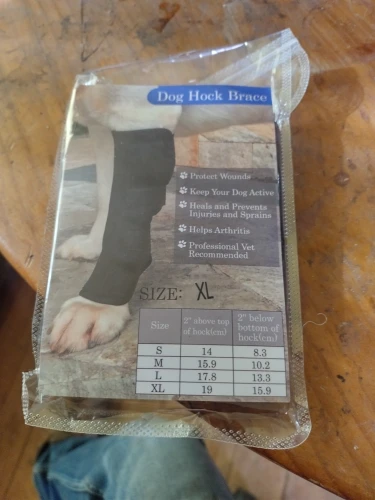 Dog Hock Brace
Protect Wounds
Keep Your Dog Active
Heals and Prevents
Injuries and Sprains
Helps Arthritis
Professional Vet
Recommended
SIZE: XL
Size 2" above top of hock(cm) 2" below bottom of hock(cm)
S 14 8.3
M 15.9 10.2
L 17.8 13.3
XL 19 15.9